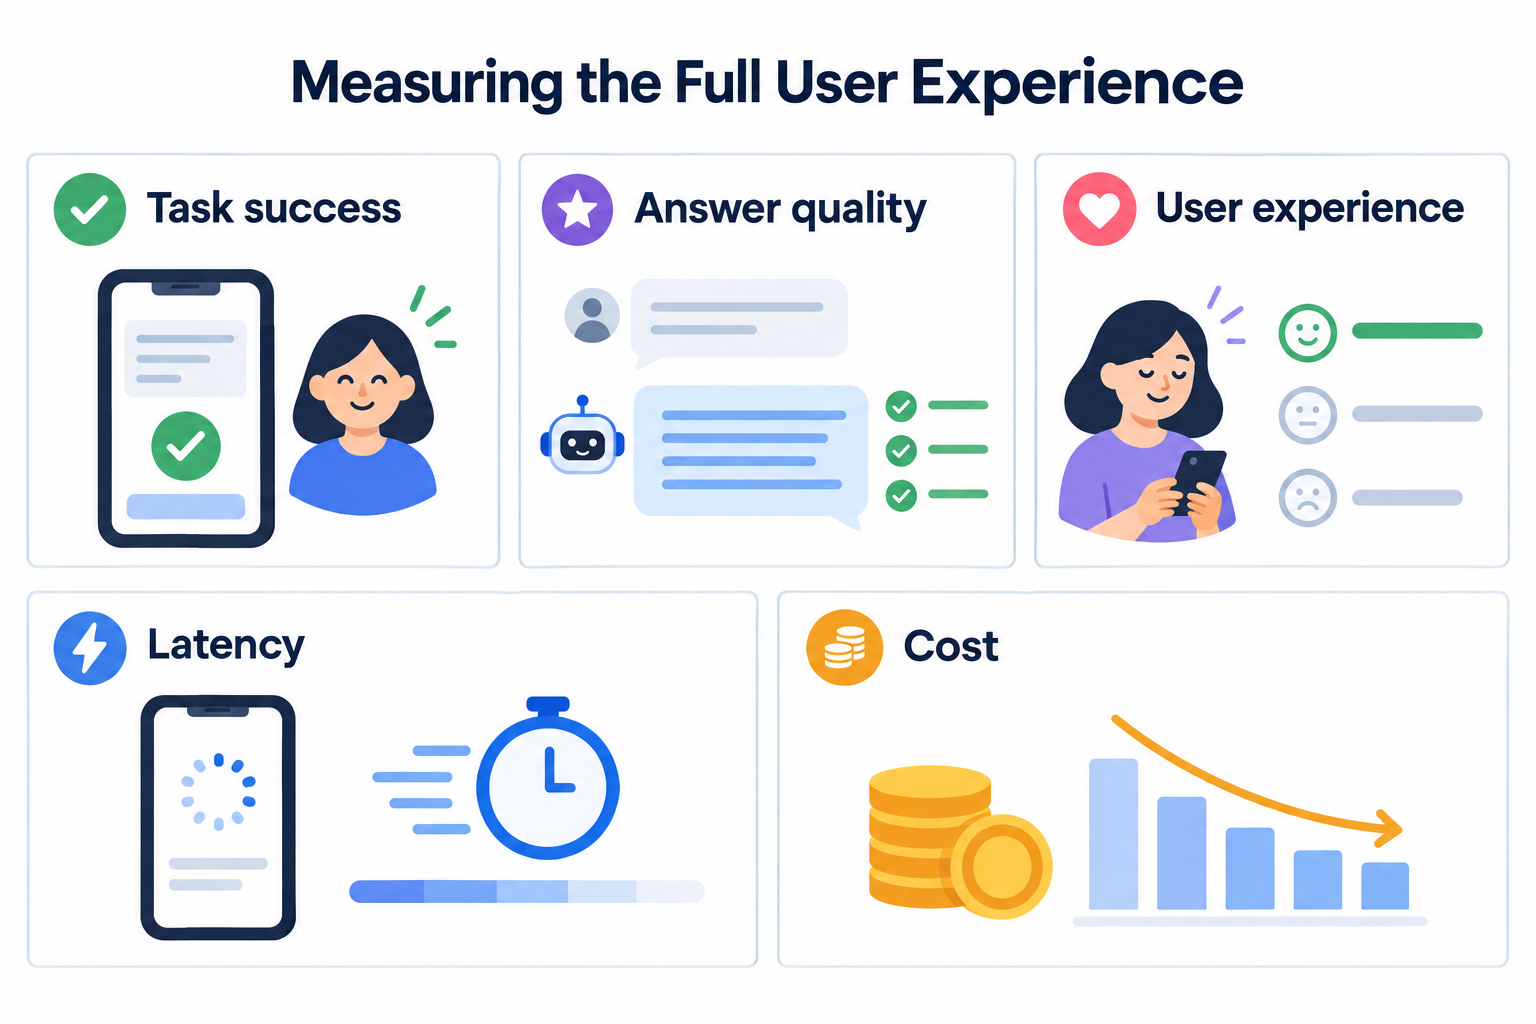 Measuring the Full User Experience
Task success
Answer quality
User experience
Latency
Cost